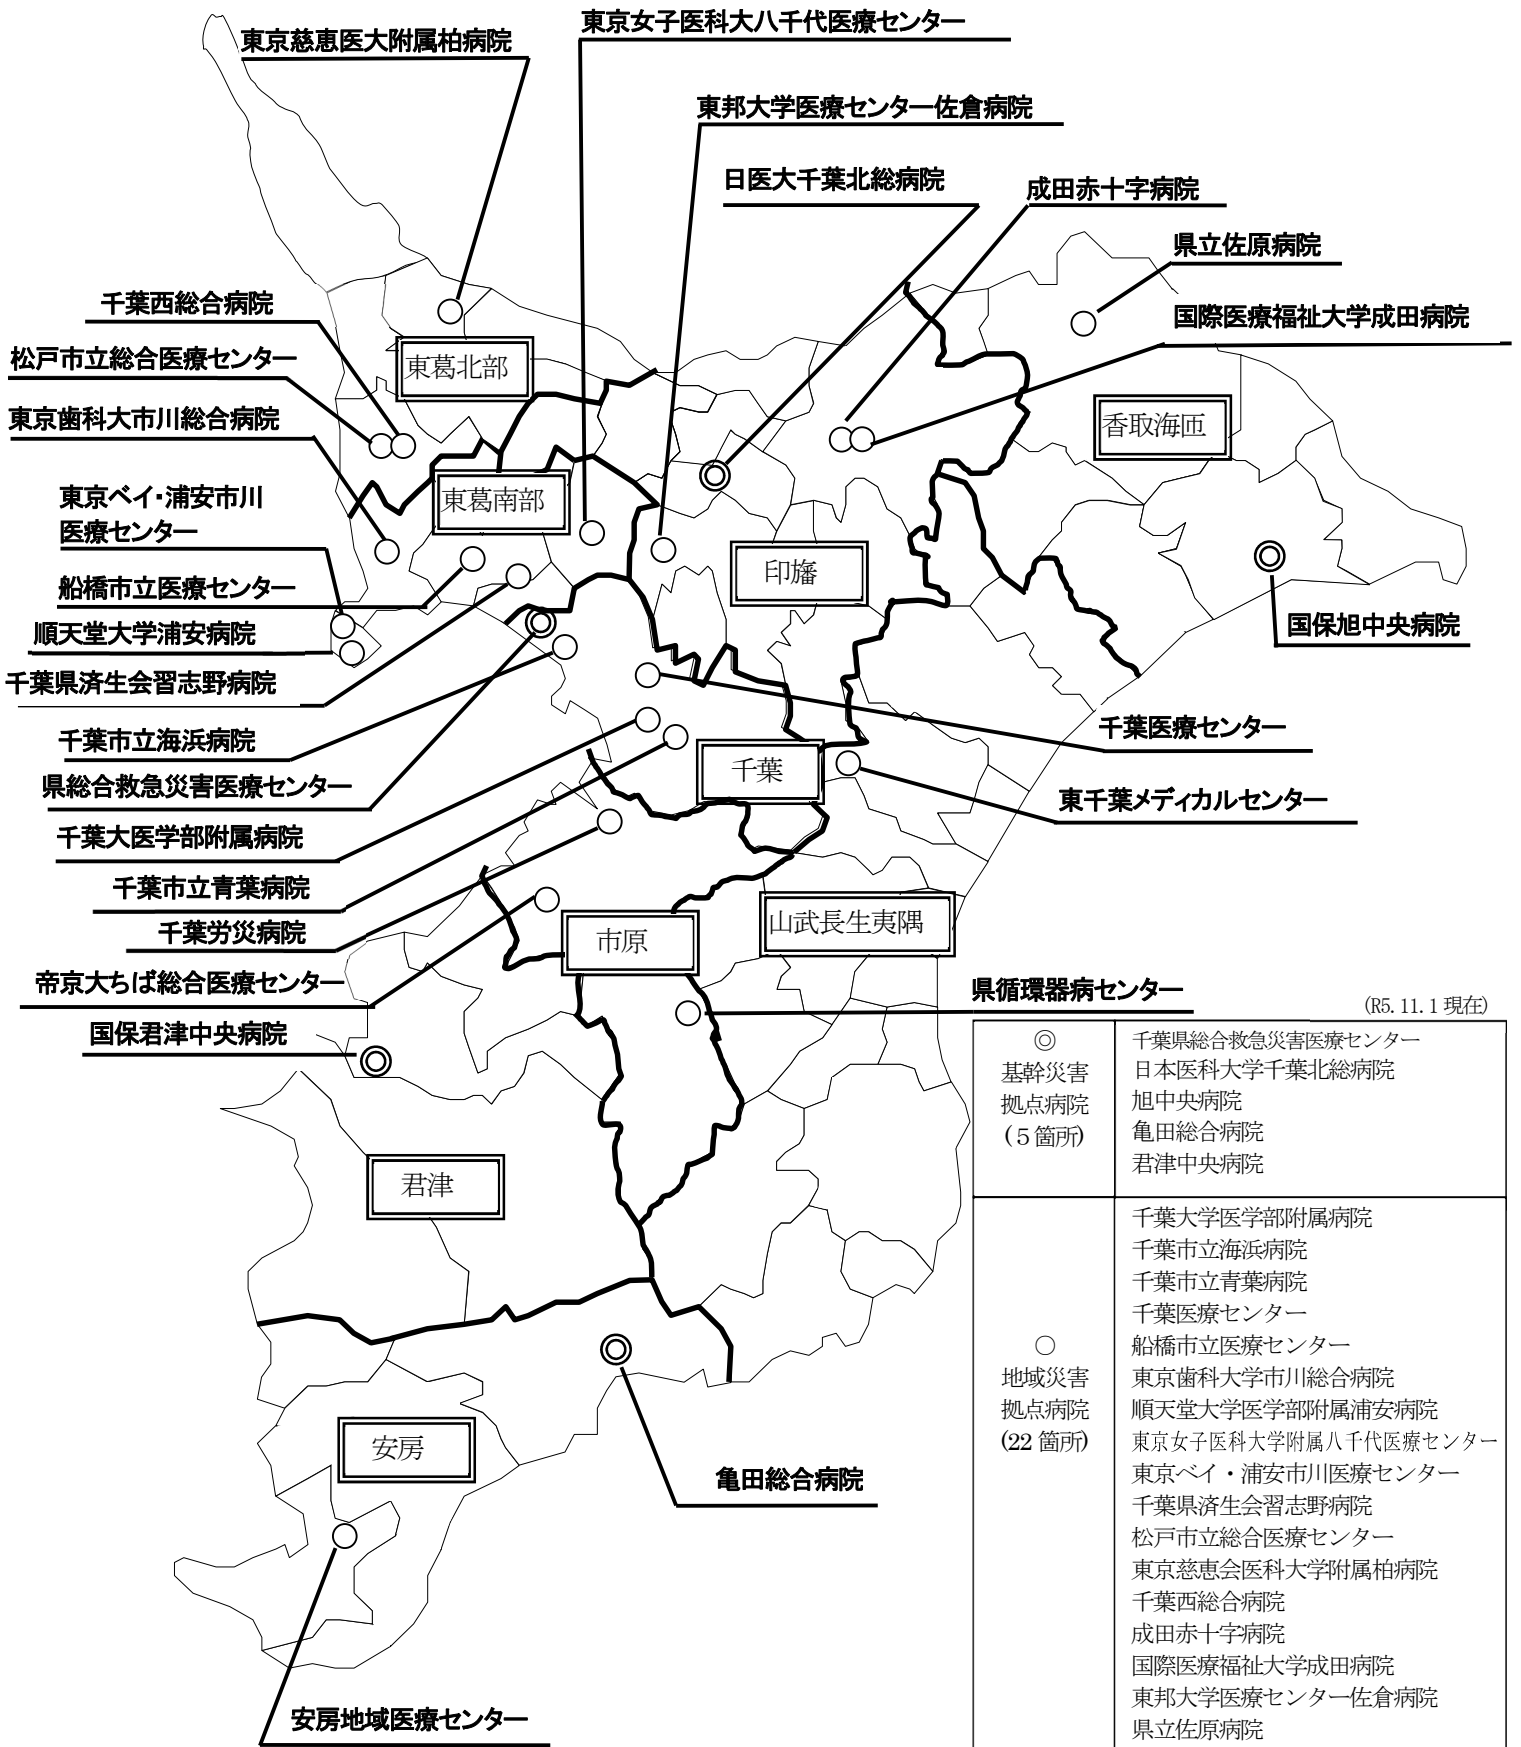 東京慈恵医大附属柏病院
東京女子医科大八千代医療センター
東邦大学医療センター佐倉病院
日医大千葉北総病院
成田赤十字病院
県立佐原病院
国際医療福祉大学成田病院
千葉西総合病院
松戸市立総合医療センター
東京歯科大市川総合病院
東葛北部
香取海匝
東京ベイ・浦安市川
医療センター
東葛南部
印旛
船橋市立医療センター
順天堂大学浦安病院
国保旭中央病院
千葉県済生会習志野病院
千葉市立海浜病院
千葉医療センター
県総合救急災害医療センター
千葉
東千葉メディカルセンター
千葉大医学部附属病院
千葉市立青葉病院
千葉労災病院
市原
山武長生夷隅
帝京大ちば総合医療センター
県循環器病センター
国保君津中央病院
君津
安房
亀田総合病院
安房地域医療センター
(R5.11.1 現在)
◎
基幹災害
拠点病院
(5箇所)
千葉県総合救急災害医療センター
日本医科大学千葉北総病院
旭中央病院
亀田総合病院
君津中央病院
○
地域災害
拠点病院
(22 箇所)
千葉大学医学部附属病院
千葉市立海浜病院
千葉市立青葉病院
千葉医療センター
船橋市立医療センター
東京歯科大学市川総合病院
順天堂大学医学部附属浦安病院
東京女子医科大学附属八千代医療センター
東京ベイ・浦安市川医療センター
千葉県済生会習志野病院
松戸市立総合医療センター
東京慈恵会医科大学附属柏病院
千葉西総合病院
成田赤十字病院
国際医療福祉大学成田病院
東邦大学医療センター佐倉病院
県立佐原病院